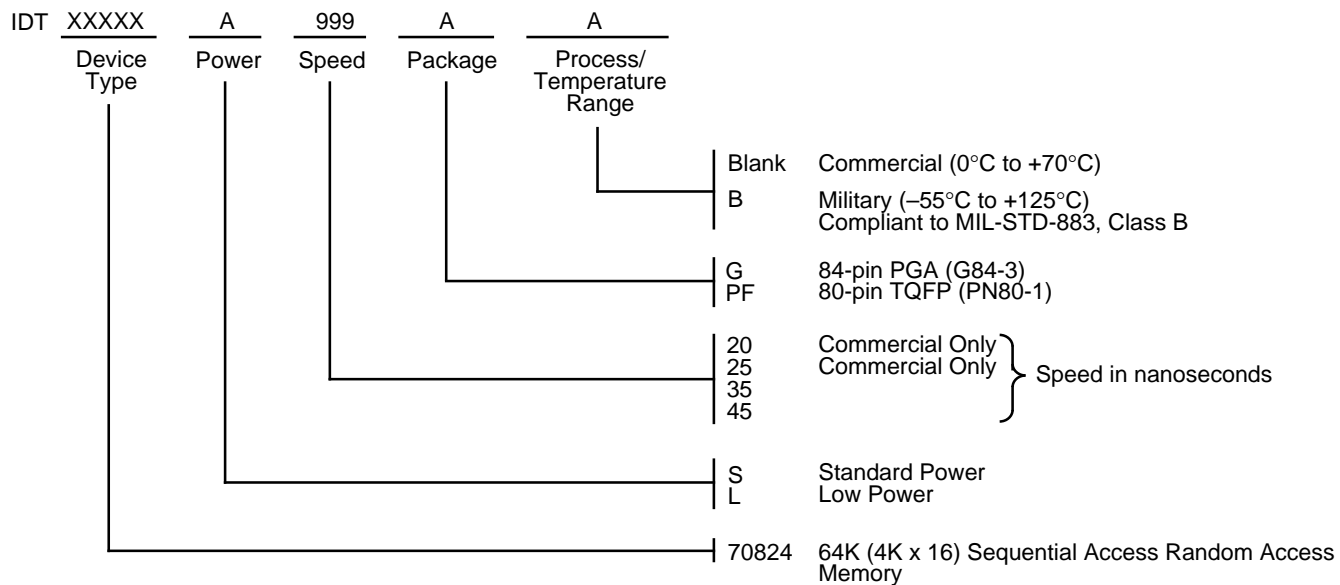 IDT XXXXX A 999 A A
Device Type Power Speed Package Process/ Temperature Range
Blank Commercial (0°C to +70°C)
B Military (–55°C to +125°C)
Compliant to MIL-STD-883, Class B
G 84-pin PGA (G84-3)
PF 80-pin TQFP (PN80-1)
20 Commercial Only
25 Commercial Only
35
45
Speed in nanoseconds
S Standard Power
L Low Power
70824 64K (4K x 16) Sequential Access Random Access
Memory